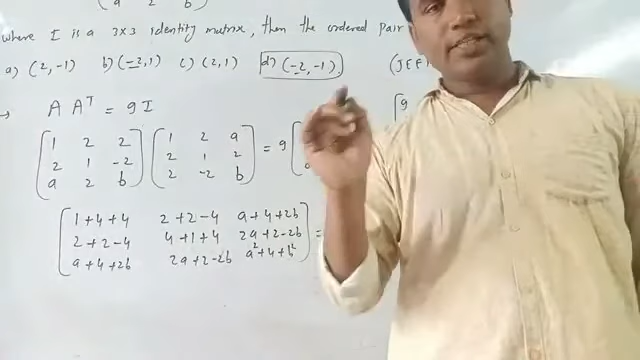 a 2 b
where I is a 3×3 identity matrix, then the ordered pair
a) (2,-1) b) (-2,1) c) (2,1) d) (-2,-1). (JEE
→ A Aᵀ = 9 I
[1 2 2] [1 2 a] = 9 [
[2 1 -2] [2 1 2]
[a 2 b] [2 -2 b]
[9
[1+4+4 2+2-4 a+4+2b] =
[2+2-4 4+1+4 2a+2-2b]
[a+4+2b 2a+2-2b a²+4+b²]